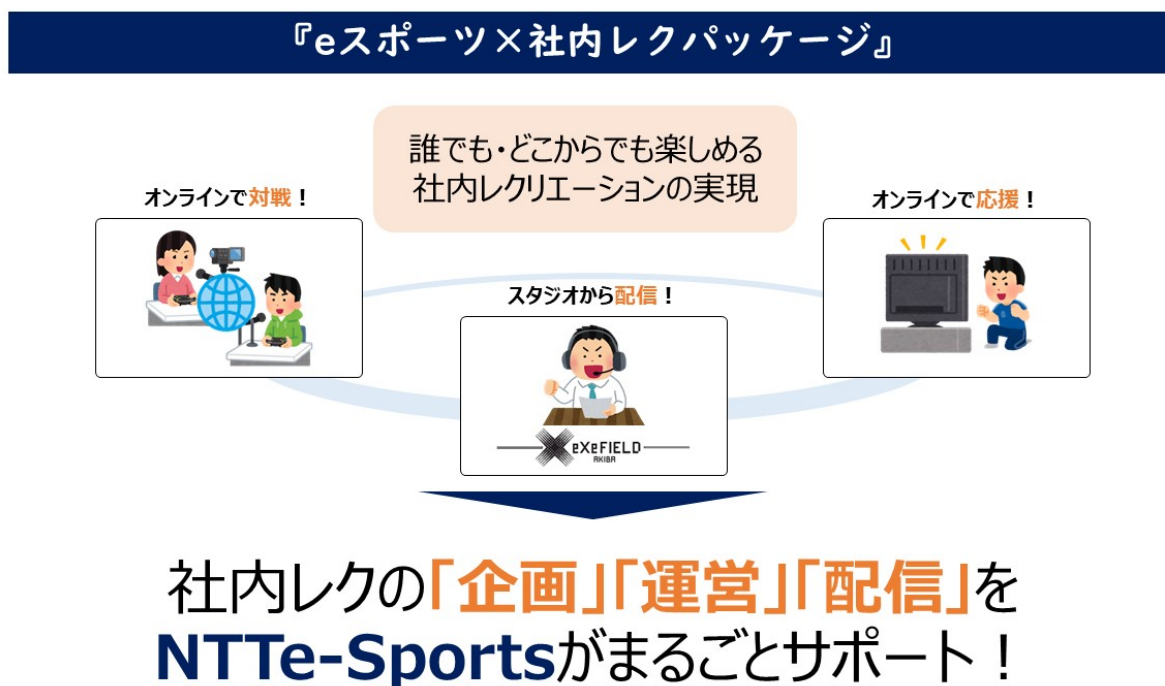 『eスポーツ×社内レクパッケージ』
誰でも・どこからでも楽しめる
社内レクリエーションの実現
オンラインで対戦！
オンラインで応援！
スタジオから配信！
eXeFIELD
AKIBA
社内レクの「企画」「運営」「配信」を
NTTe-Sportsがまるごとサポート！